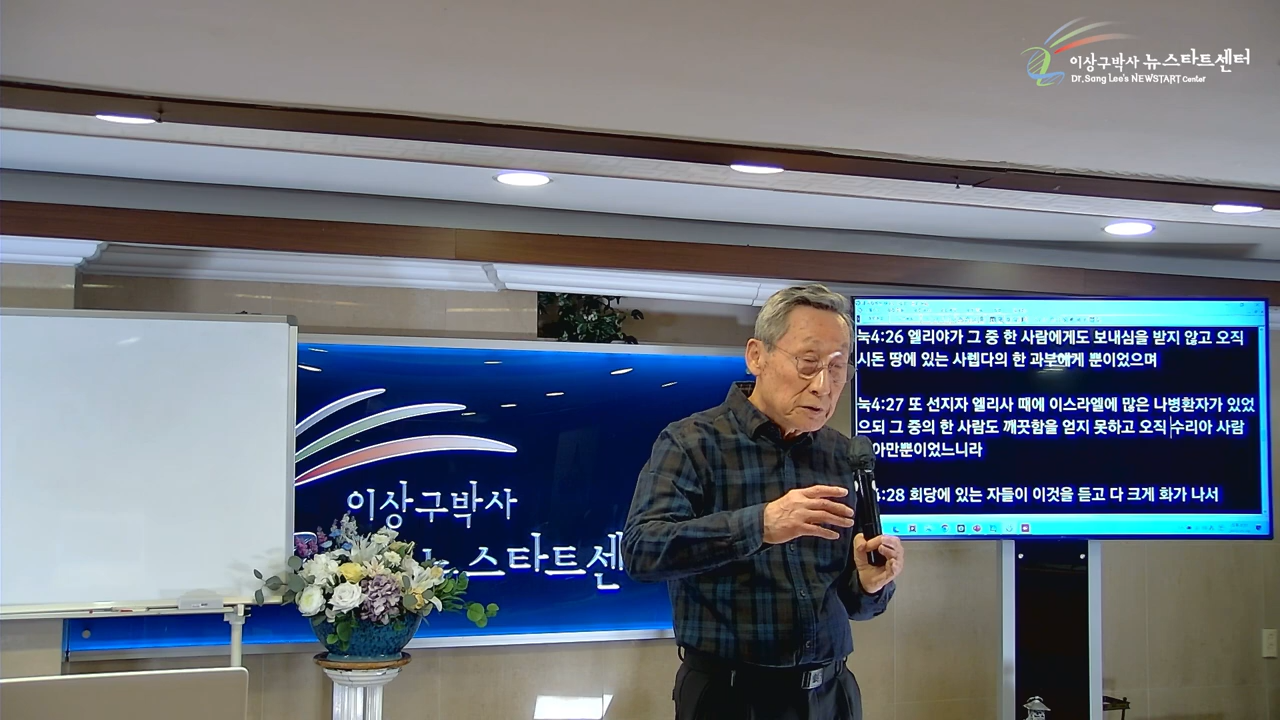 이상구박사 뉴스타트센터
Dr. Sang Lee's NEWSTART Center
눅4:26 엘리야가 그 중 한 사람에게도 보내심을 받지 않고 오직
시돈 땅에 있는 사렙다의 한 과부에게 뿐이었으며
눅4:27 또 선지자 엘리사 때에 이스라엘에 많은 나병환자가 있었
으되 그 중의 한 사람도 깨끗함을 얻지 못하고 오직 수리아 사람
아만뿐이었느니라
4:28 회당에 있는 자들이 이것을 듣고 다 크게 화가 나서
이상구박사
스타트센